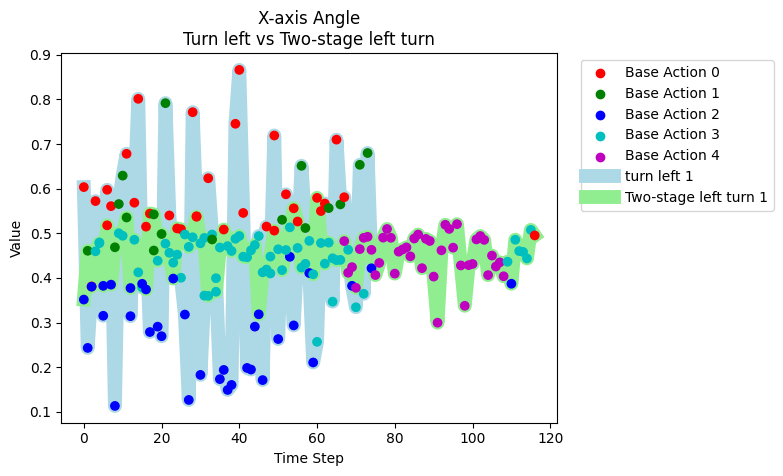 X-axis Angle
Turn left vs Two-stage left turn
0.9
0.8
0.7
0.6
0.5
0.4
0.3
0.2
0.1
Value
0 20 40 60 80 100 120
Time Step
Base Action 0
Base Action 1
Base Action 2
Base Action 3
Base Action 4
turn left 1
Two-stage left turn 1